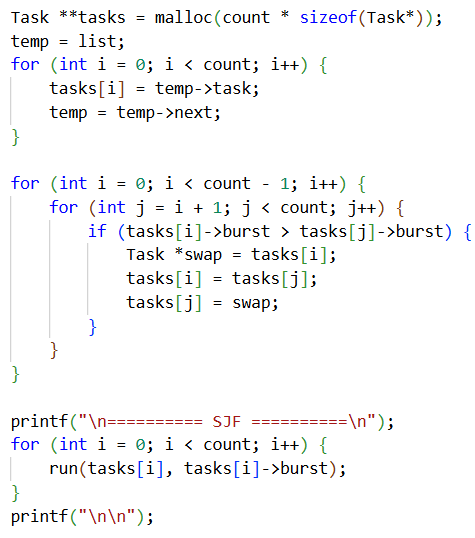 Task **tasks = malloc(count * sizeof(Task*));
temp = list;
for (int i = 0; i < count; i++) {
    tasks[i] = temp->task;
    temp = temp->next;
}

for (int i = 0; i < count - 1; i++) {
    for (int j = i + 1; j < count; j++) {
        if (tasks[i]->burst > tasks[j]->burst) {
            Task *swap = tasks[i];
            tasks[i] = tasks[j];
            tasks[j] = swap;
        }
    }
}

printf("\n========== SJF ==========\n");
for (int i = 0; i < count; i++) {
    run(tasks[i], tasks[i]->burst);
}
printf("\n\n");